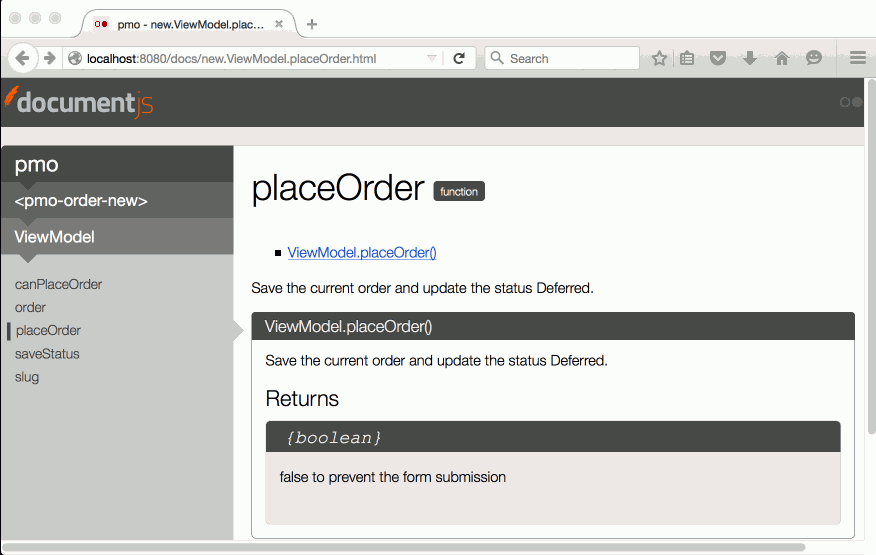 pmo - new.ViewModel.plac...
localhost:8080/docs/new.ViewModel.placeOrder.html
Search
documentjs
pmo
<pmo-order-new>
ViewModel
canPlaceOrder
order
placeOrder
saveStatus
slug
placeOrder function
ViewModel.placeOrder()
Save the current order and update the status Deferred.
ViewModel.placeOrder()
Save the current order and update the status Deferred.
Returns
{boolean}
false to prevent the form submission